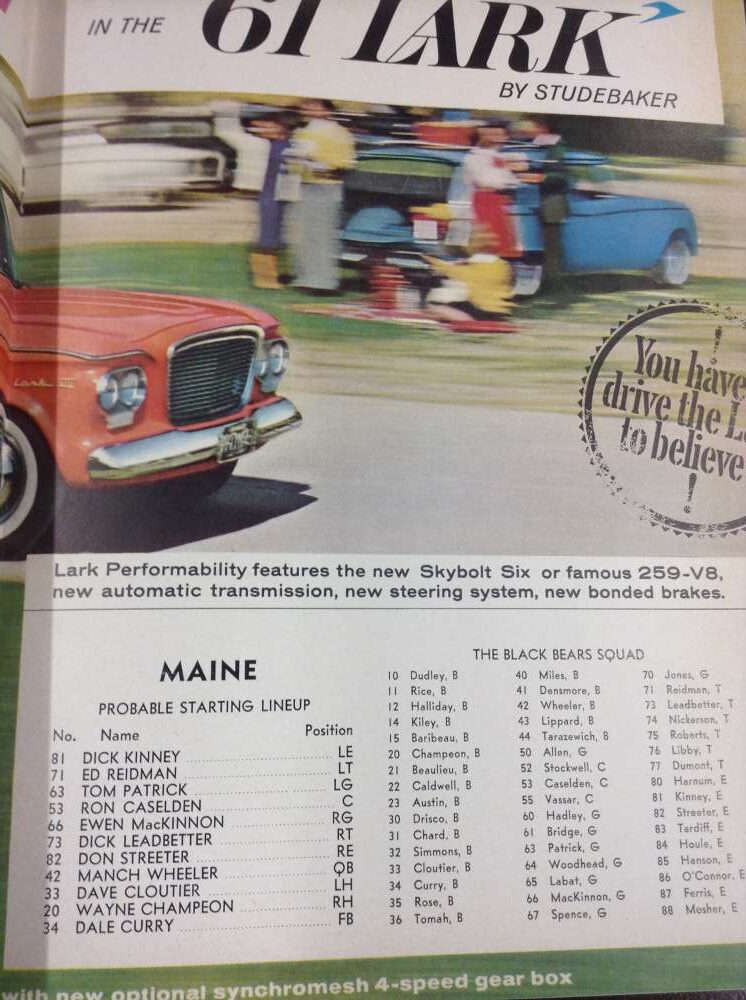 IN THE '61 LARK
BY STUDEBAKER
Lark VIII
You have
drive the L
to believe
!
Lark Performability features the new Skybolt Six or famous 259-V8,
new automatic transmission, new steering system, new bonded brakes.
MAINE
PROBABLE STARTING LINEUP
No. Name Position
81 DICK KINNEY LE
71 ED REIDMAN LT
63 TOM PATRICK LG
53 RON CASELDEN C
66 EWEN MacKINNON RG
73 DICK LEADBETTER RT
82 DON STREETER RE
42 MANCH WHEELER QB
33 DAVE CLOUTIER LH
20 WAYNE CHAMPEON RH
34 DALE CURRY FB
THE BLACK BEARS SQUAD
10 Dudley, B
11 Rice, B
12 Halliday, B
14 Kiley, B
15 Baribeau, B
20 Champeon, B
21 Beaulieu, B
22 Caldwell, B
23 Austin, B
30 Drisco, B
31 Chard, B
32 Simmons, B
33 Cloutier, B
34 Curry, B
35 Rose, B
36 Tomah, B
40 Miles, B
41 Densmore, B
42 Wheeler, B
43 Lippard, B
44 Tarazewich, B
50 Allen, G
52 Stockwell, C
53 Caselden, C
55 Vassar, C
60 Hadley, G
61 Bridge, G
63 Patrick, G
64 Woodhead, G
65 Labat, G
66 MacKinnon, G
67 Spence, G
70 Jones, G
71 Reidman, T
73 Leadbetter, T
74 Nickerson, T
75 Roberts, T
76 Libby, T
77 Dumont, T
80 Harnum, E
81 Kinney, E
82 Streeter, E
83 Tardiff, E
84 Houle, E
85 Hanson, E
86 O'Connor, E
87 Ferris, E
88 Mosher, E
with new optional synchromesh 4-speed gear box